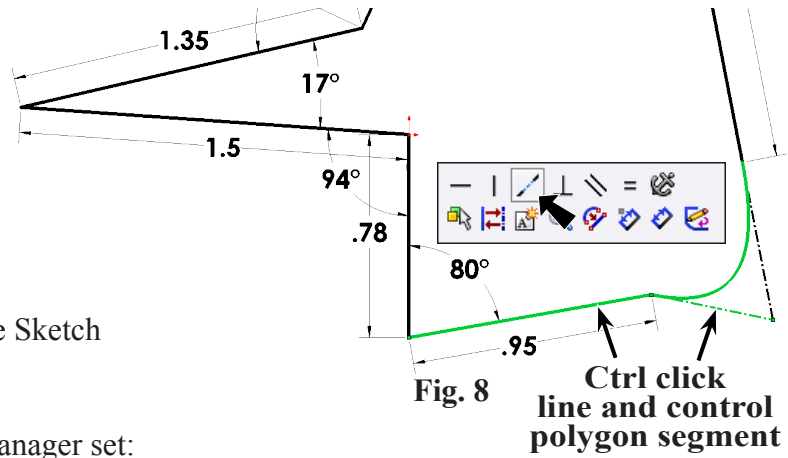 1.35
17°
1.5
94°
.78
80°
e Sketch
.95
Fig. 8
Ctrl click
line and control
polygon segment
anager set: